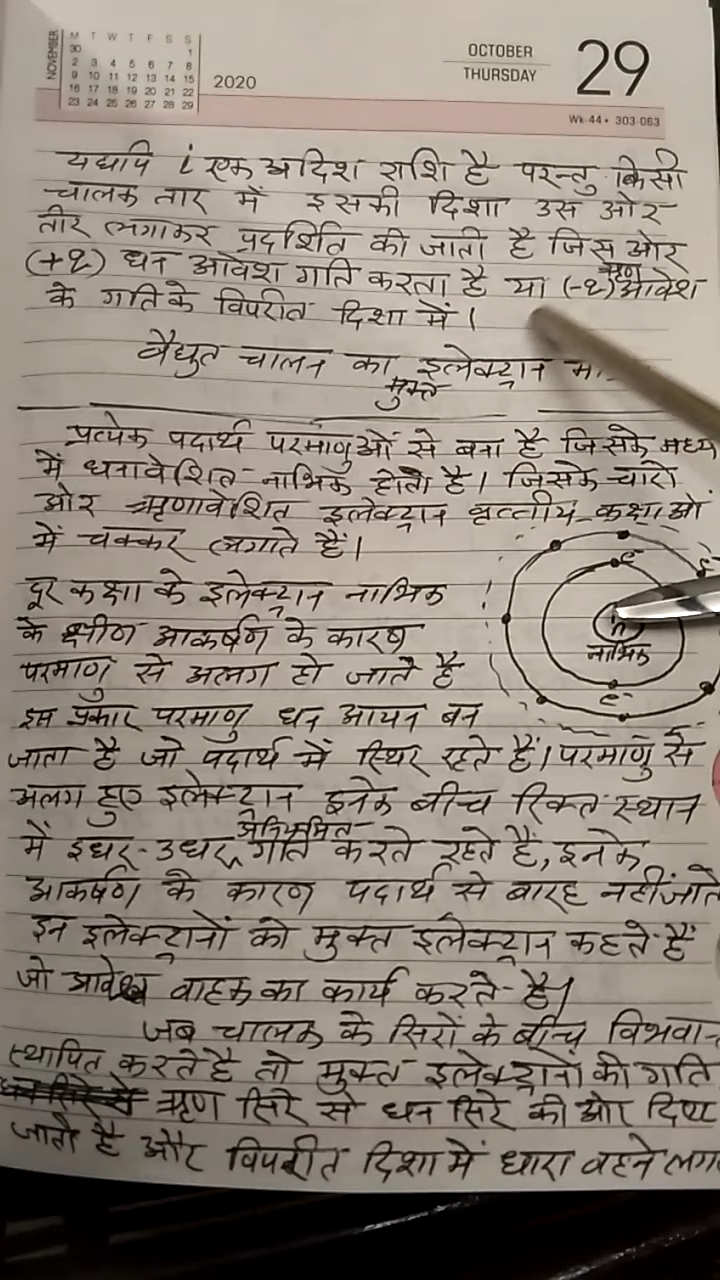 NOVEMBER
M T W T F S S
30 1
2 3 4 5 6 7 8
9 10 11 12 13 14 15
16 17 18 19 20 21 22
23 24 25 26 27 28 29
2020
OCTOBER
THURSDAY
29
Wk-44 • 303-063
यद्यपि i एक अदिश राशि है परन्तु किसी
चालक तार में इसकी दिशा उस ओर
तीर लगाकर प्रदर्शित की जाती है जिस ओर
(+q) धन आवेश गति करता है या (-q) ऋण आवेश
के गति के विपरीत दिशा में।
वैद्युत चालन का मुक्त इलेक्ट्रान
प्रत्येक पदार्थ परमाणुओं से बना है जिसके मध्य
में धनावेशित नाभिक होता है। जिसके चारो
ओर ऋणावेशित इलेक्ट्रान वृत्तीय कक्षाओं
में चक्कर लगाते हैं।
दूर कक्षा के इलेक्ट्रान नाभिक
के क्षीण आकर्षण के कारण
परमाणु से अलग हो जाते है
इस प्रकार परमाणु धन आयन बन
जाता है जो पदार्थ में स्थिर रहते हैं। परमाणु से
अलग हुए इलेक्ट्रान इनके बीच रिक्त स्थान
में इधर-उधर अनियमित गति करते रहते हैं, इनके
आकर्षण के कारण पदार्थ से बारह नहीं जाते
इन इलेक्ट्रानों को मुक्त इलेक्ट्रान कहते हैं
जो आवेश वाहक का कार्य करते है।
जब चालक के सिरों के बीच
स्थापित करते है तो मुक्त इलेक्ट्रानों की गति
ऋण सिरे से धन सिरे की ओर दिष्ट
जाती है और विपरीत दिशा में धारा वहने
e⁻
n
नाभिक
e⁻